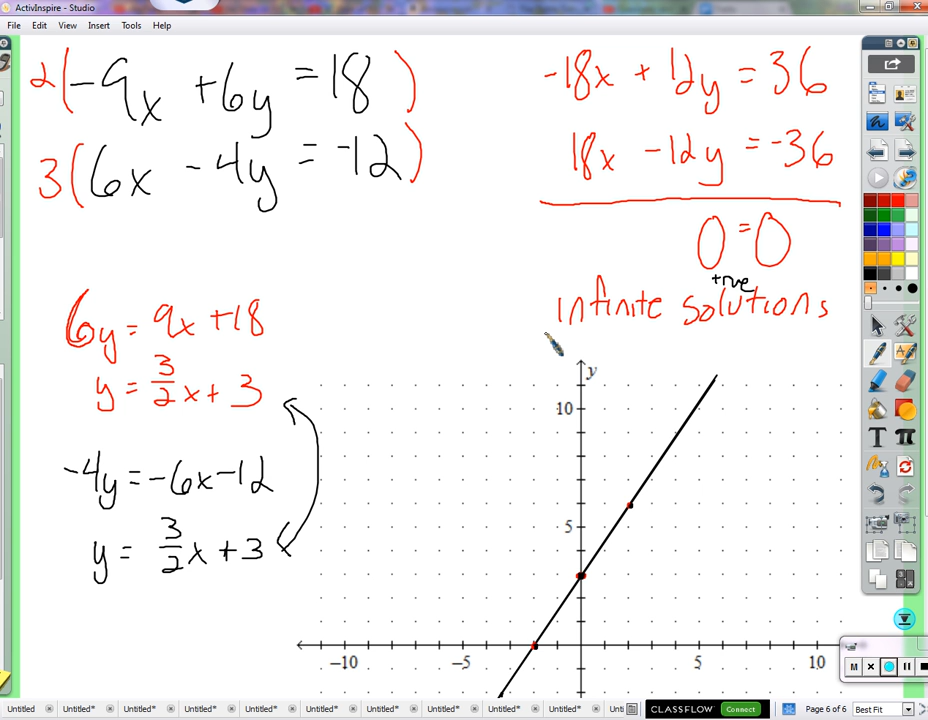 ActivInspire - Studio
File Edit View Insert Tools Help
2(-9x +6y =18)
3(6x -4y = -12)
-18x + 12y = 36
18x -12y = -36
0 = 0
true
infinite solutions
6y = 9x +18
y = 3/2x + 3
-4y = -6x -12
y = 3/2x + 3
y
10
5
-10 -5 5 10
M
Untitled Untitled* Untitled* Untitled* Untitled* Untitled* Untitled* Untitled* Untitled* Untitled* Unti CLASSFLOW Connect Page 6 of 6 Best Fit